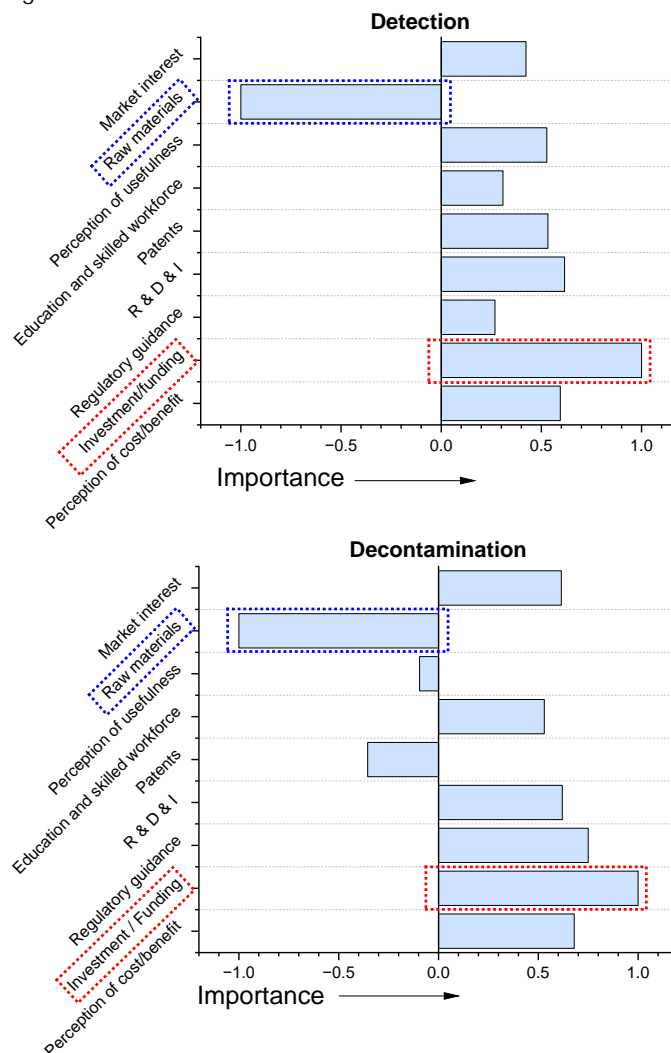 Detection
Market interest
Raw materials
Perception of usefulness
Education and skilled workforce
Patents
R & D & I
Regulatory guidance
Investment/funding
Perception of cost/benefit
−1.0 −0.5 0.0 0.5 1.0
Importance
Decontamination
Market interest
Raw materials
Perception of usefulness
Education and skilled workforce
Patents
R & D & I
Regulatory guidance
Investment / Funding
Perception of cost/benefit
−1.0 −0.5 0.0 0.5 1.0
Importance